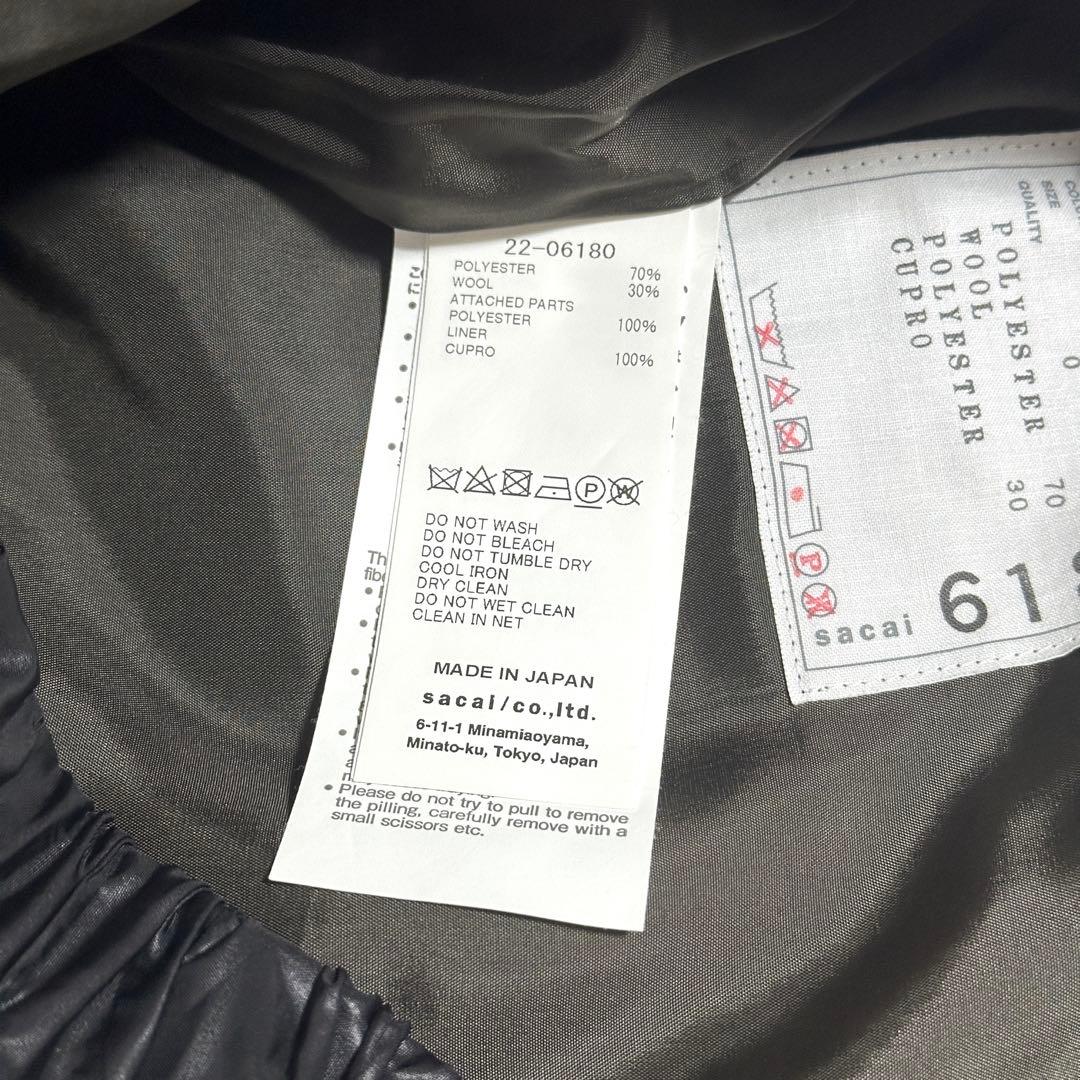 22-06180
POLYESTER 70%
WOOL 30%
ATTACHED PARTS
POLYESTER 100%
LINER
CUPRO 100%
P W
DO NOT WASH
DO NOT BLEACH
DO NOT TUMBLE DRY
COOL IRON
DRY CLEAN
DO NOT WET CLEAN
CLEAN IN NET
MADE IN JAPAN
sacai/co.,ltd.
6-11-1 Minamiaoyama,
Minato-ku, Tokyo, Japan
• Please do not try to pull to remove
the pilling, carefully remove with a
small scissors etc.
SIZE 0
QUALITY
POLYESTER 70
WOOL 30
POLYESTER
CUPRO
P
sacai 61